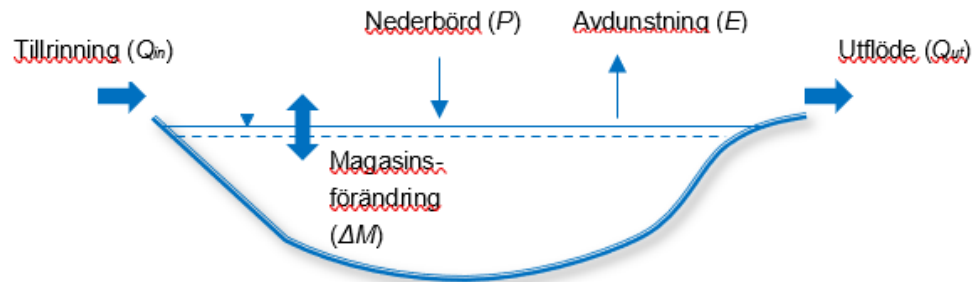 Nederbörd (P)
Avdunstning (E)
Tillrinning (Qin)
Utflöde (Qut)
Magasins-
förändring
(ΔM)